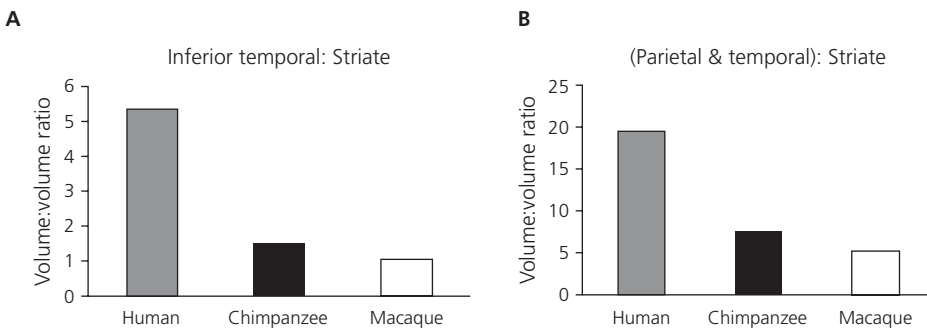 A
Inferior temporal: Striate
Volume:volume ratio
6
5
4
3
2
1
0
Human Chimpanzee Macaque
B
(Parietal & temporal): Striate
Volume:volume ratio
25
20
15
10
5
0
Human Chimpanzee Macaque